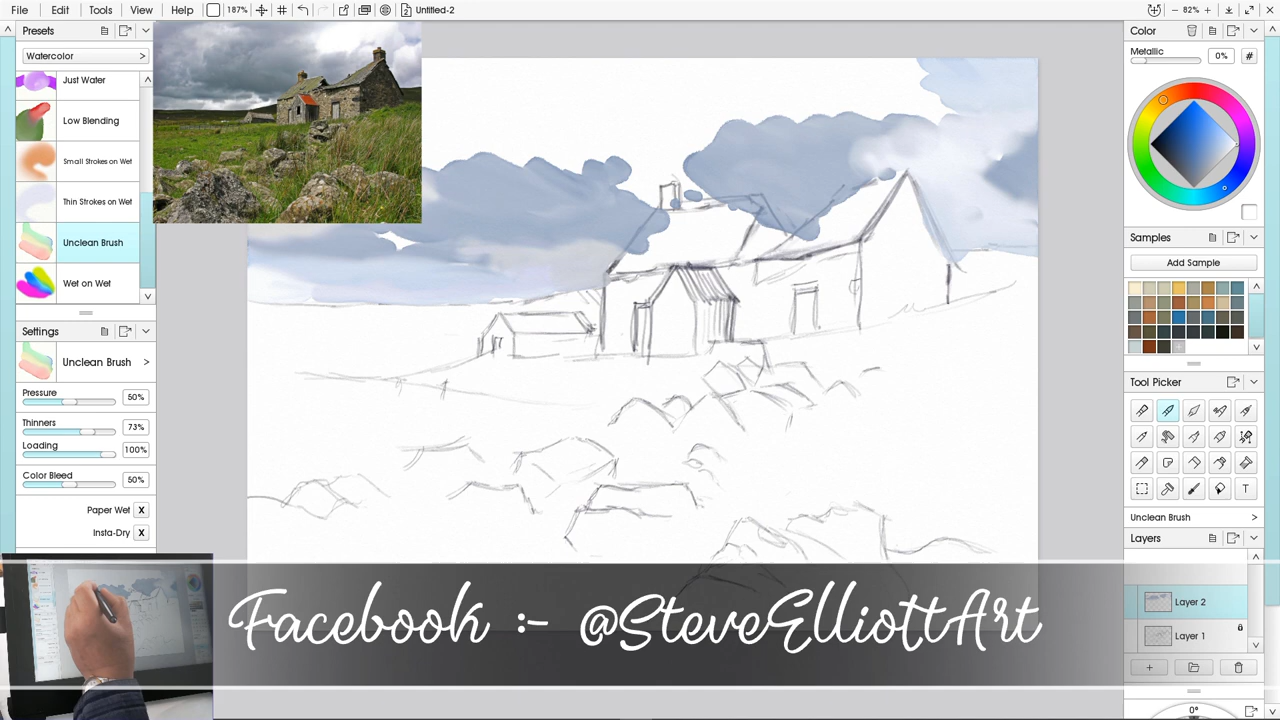 File Edit Tools View Help 187% Untitled-2 82%
Presets
Watercolor >
Just Water
Low Blending
Small Strokes on Wet
Thin Strokes on Wet
Unclean Brush
Wet on Wet
Settings
Unclean Brush >
Pressure
50%
Thinners
73%
Loading
100%
Color Bleed
50%
Paper Wet X
Insta-Dry X
Color
Metallic
0% #
Samples
Add Sample
Tool Picker
T
Unclean Brush >
Layers
Layer 2
Layer 1
0°
Facebook :- @SteveElliottArt